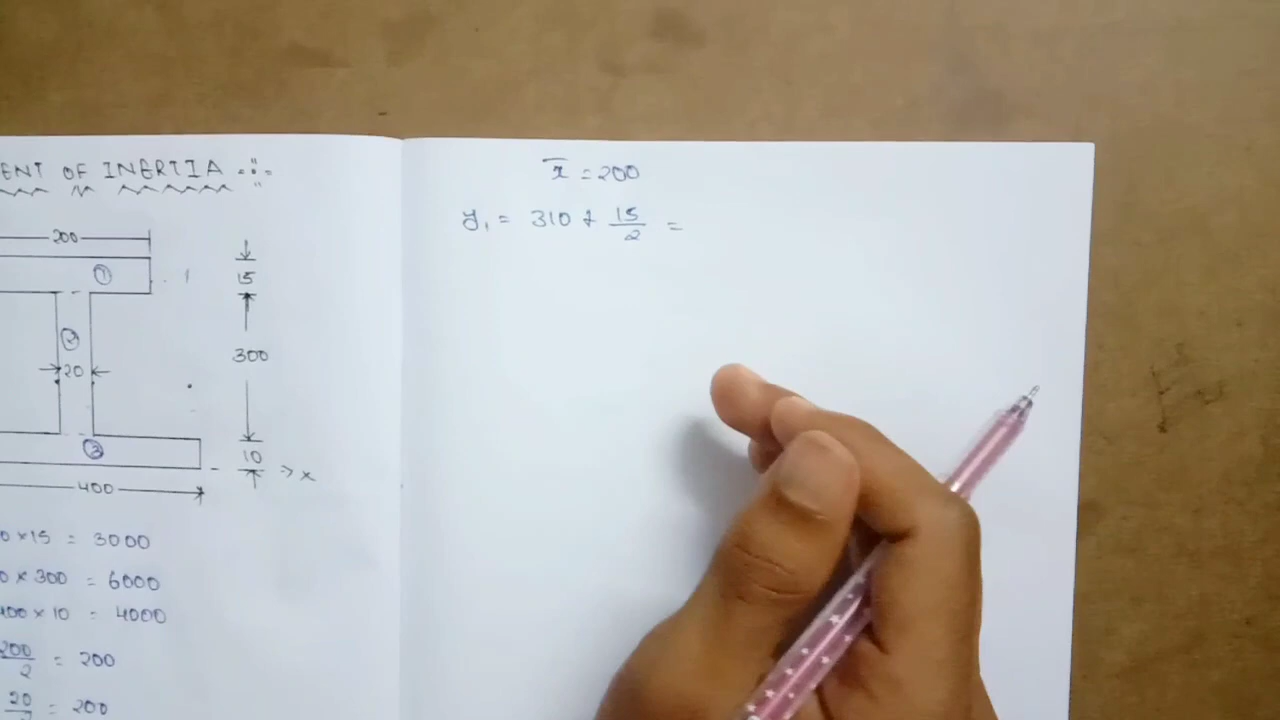 ENT OF INERTIA
200
①
15
②
300
20
③
10
x
400
0 × 15 = 3000
0 × 300 = 6000
400 × 10 = 4000
200/2 = 200
20/2 = 200
x̄ = 200
y₁ = 310 + 15/2 =